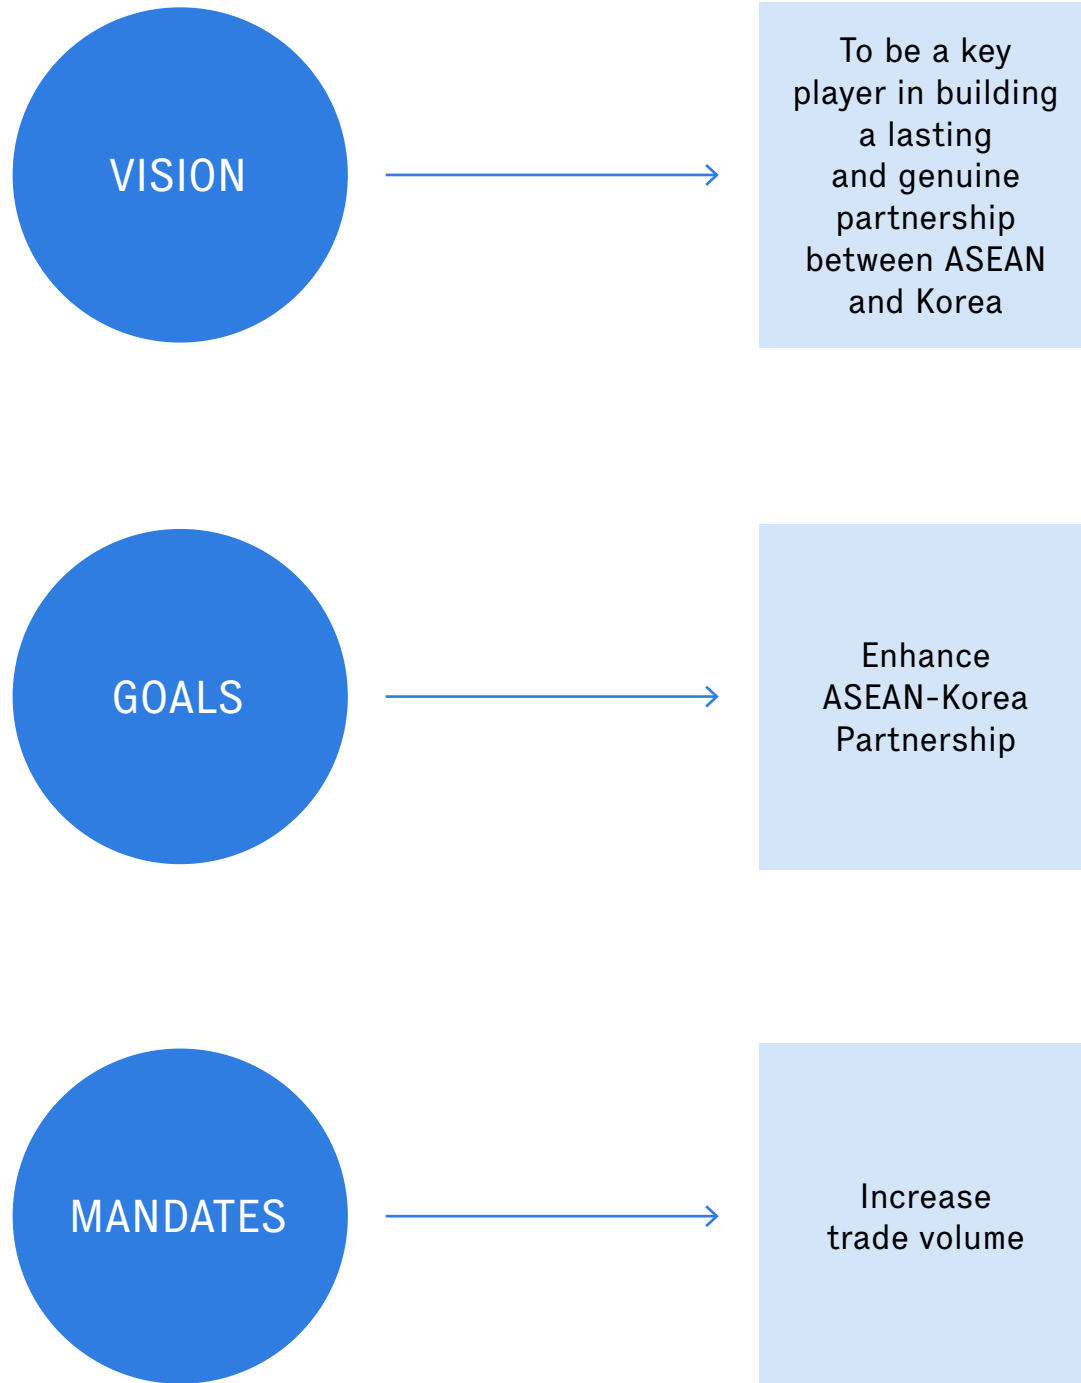 VISION
To be a key
player in building
a lasting
and genuine
partnership
between ASEAN
and Korea
GOALS
Enhance
ASEAN-Korea
Partnership
MANDATES
Increase
trade volume